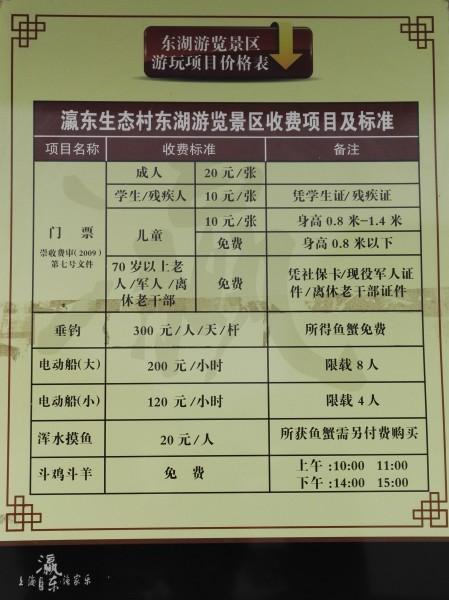 东湖游览景区
游玩项目价格表
瀛东生态村东湖游览景区收费项目及标准
项目名称 收费标准 备注
门 票
崇收费审(2009)
第七号文件
成人 20 元/张
学生/残疾人 10 元/张 凭学生证/残疾证
儿童 10 元/张 身高 0.8 米-1.4 米
免费 身高 0.8 米以下
70 岁以上老
人/军人/离
休老干部
免费
凭社保卡/现役军人证
件/离休老干部证件
垂钓 300 元/人/天/杆 所得鱼蟹免费
电动船(大) 200 元/小时 限载 8 人
电动船(小) 120 元/小时 限载 4 人
浑水摸鱼 20 元/人 所获鱼蟹需另付费购买
斗鸡斗羊 免 费 上午:10:00 11:00
下午:14:00 15:00
瀛
上海 东 农家乐